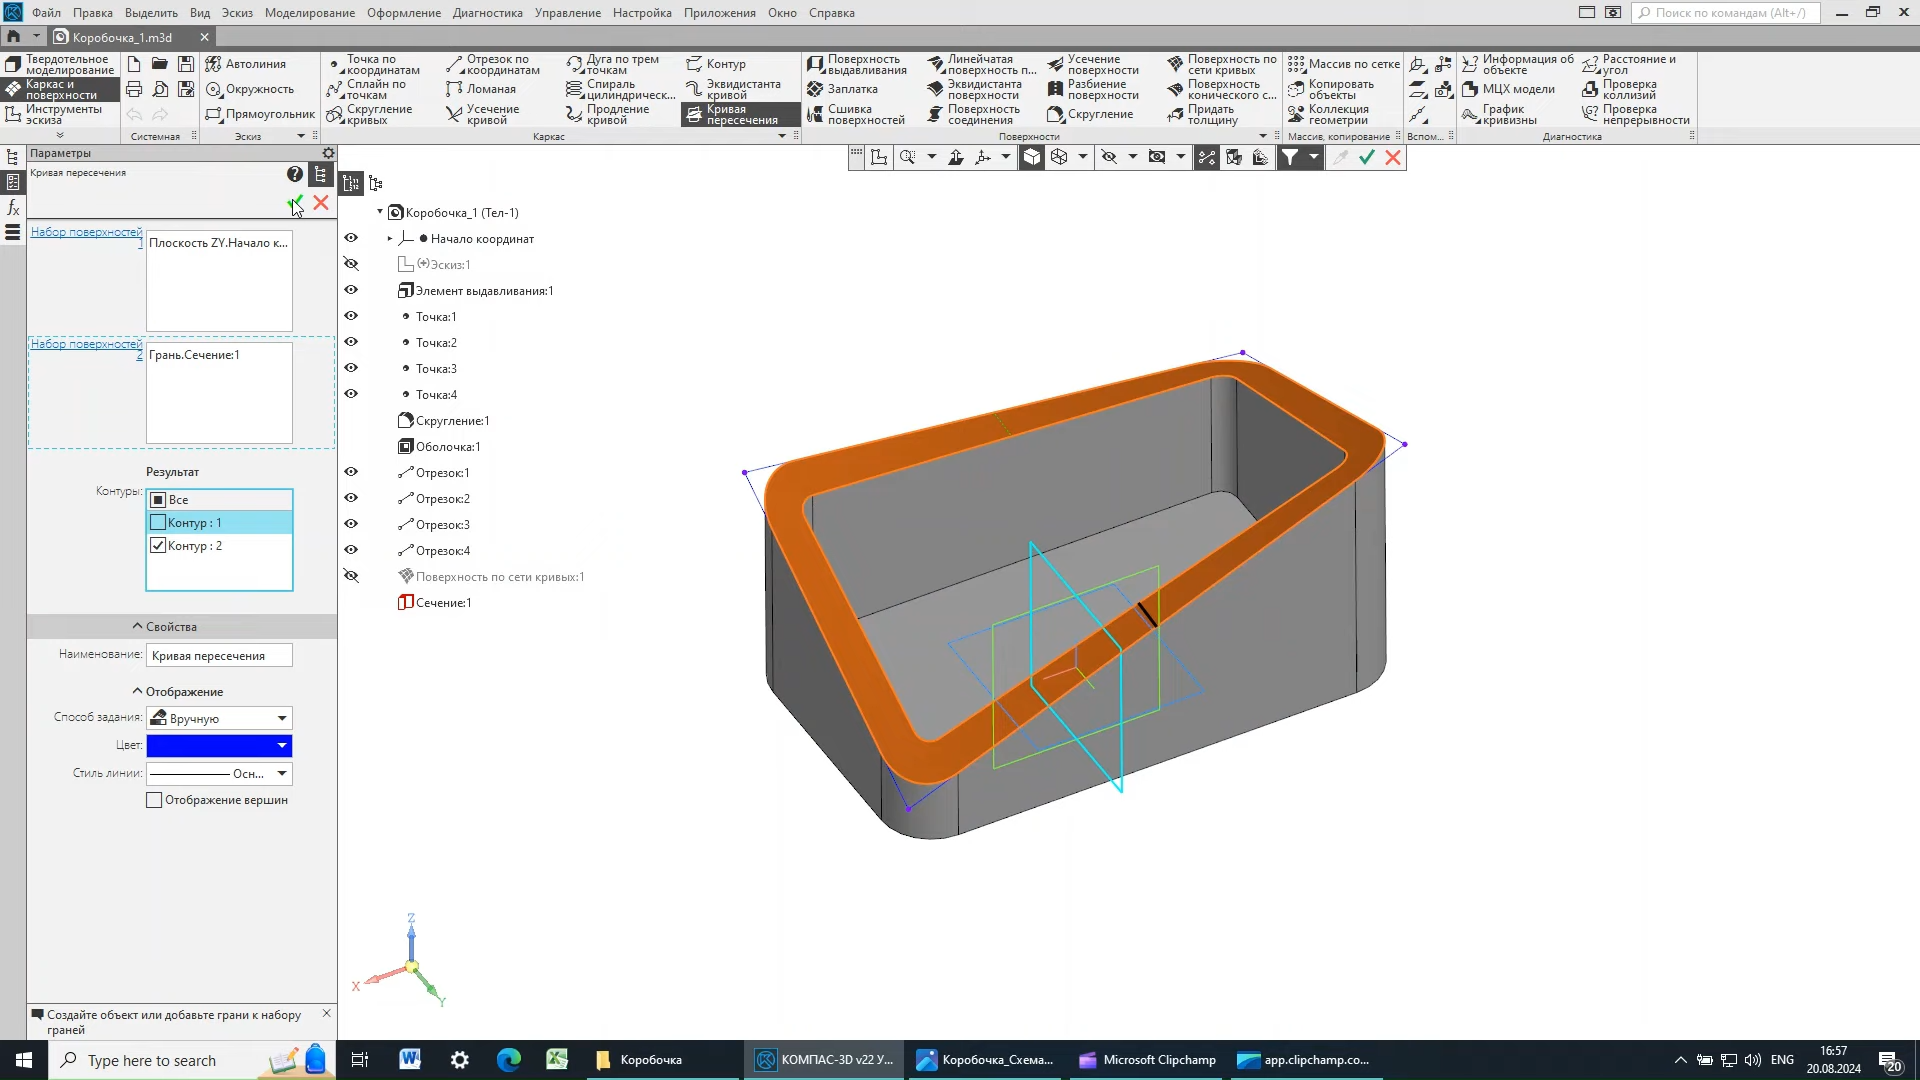 Файл Правка Выделить Вид Эскиз Моделирование Оформление Диагностика Управление Настройка Приложения Окно Справка
Поиск по командам (Alt+/)
Коробочка_1.m3d
Твердотельное моделирование
Каркас и поверхности
Инструменты эскиза
Системная
Автолиния
Окружность
Прямоугольник
Эскиз
Точка по координатам
Сплайн по точкам
Скругление кривых
Отрезок по координатам
Ломаная
Усечение кривой
Дуга по трем точкам
Спираль цилиндрическ...
Продление кривой
Контур
Эквидистанта кривой
Кривая пересечения
Каркас
Поверхность выдавливания
Заплатка
Сшивка поверхностей
Линейчатая поверхность п...
Эквидистанта поверхности
Поверхность соединения
Усечение поверхности
Разбиение поверхности
Скругление
Поверхность по сети кривых
Поверхность конического с...
Придать толщину
Поверхности
Массив по сетке
Копировать объекты
Коллекция геометрии
Массив, копирование
Вспом...
Информация об объекте
МЦХ модели
График кривизны
Расстояние и угол
Проверка коллизий
Проверка непрерывности
Диагностика
Параметры
Кривая пересечения
Набор поверхностей 1
Плоскость ZY.Начало к...
Набор поверхностей 2
Грань.Сечение:1
Результат
Контуры:
Все
Контур : 1
Контур : 2
Свойства
Наименование: Кривая пересечения
Отображение
Способ задания: Вручную
Цвет:
Стиль линии: Осн...
Отображение вершин
Создайте объект или добавьте грани к набору граней
Коробочка_1 (Тел-1)
Начало координат
(+)Эскиз:1
Элемент выдавливания:1
Точка:1
Точка:2
Точка:3
Точка:4
Скругление:1
Оболочка:1
Отрезок:1
Отрезок:2
Отрезок:3
Отрезок:4
Поверхность по сети кривых:1
Сечение:1
Z
X
Y
Type here to search
Коробочка
КОМПАС-3D v22 У...
Коробочка_Схема...
Microsoft Clipchamp
app.clipchamp.co...
ENG
16:57
20.08.2024
20